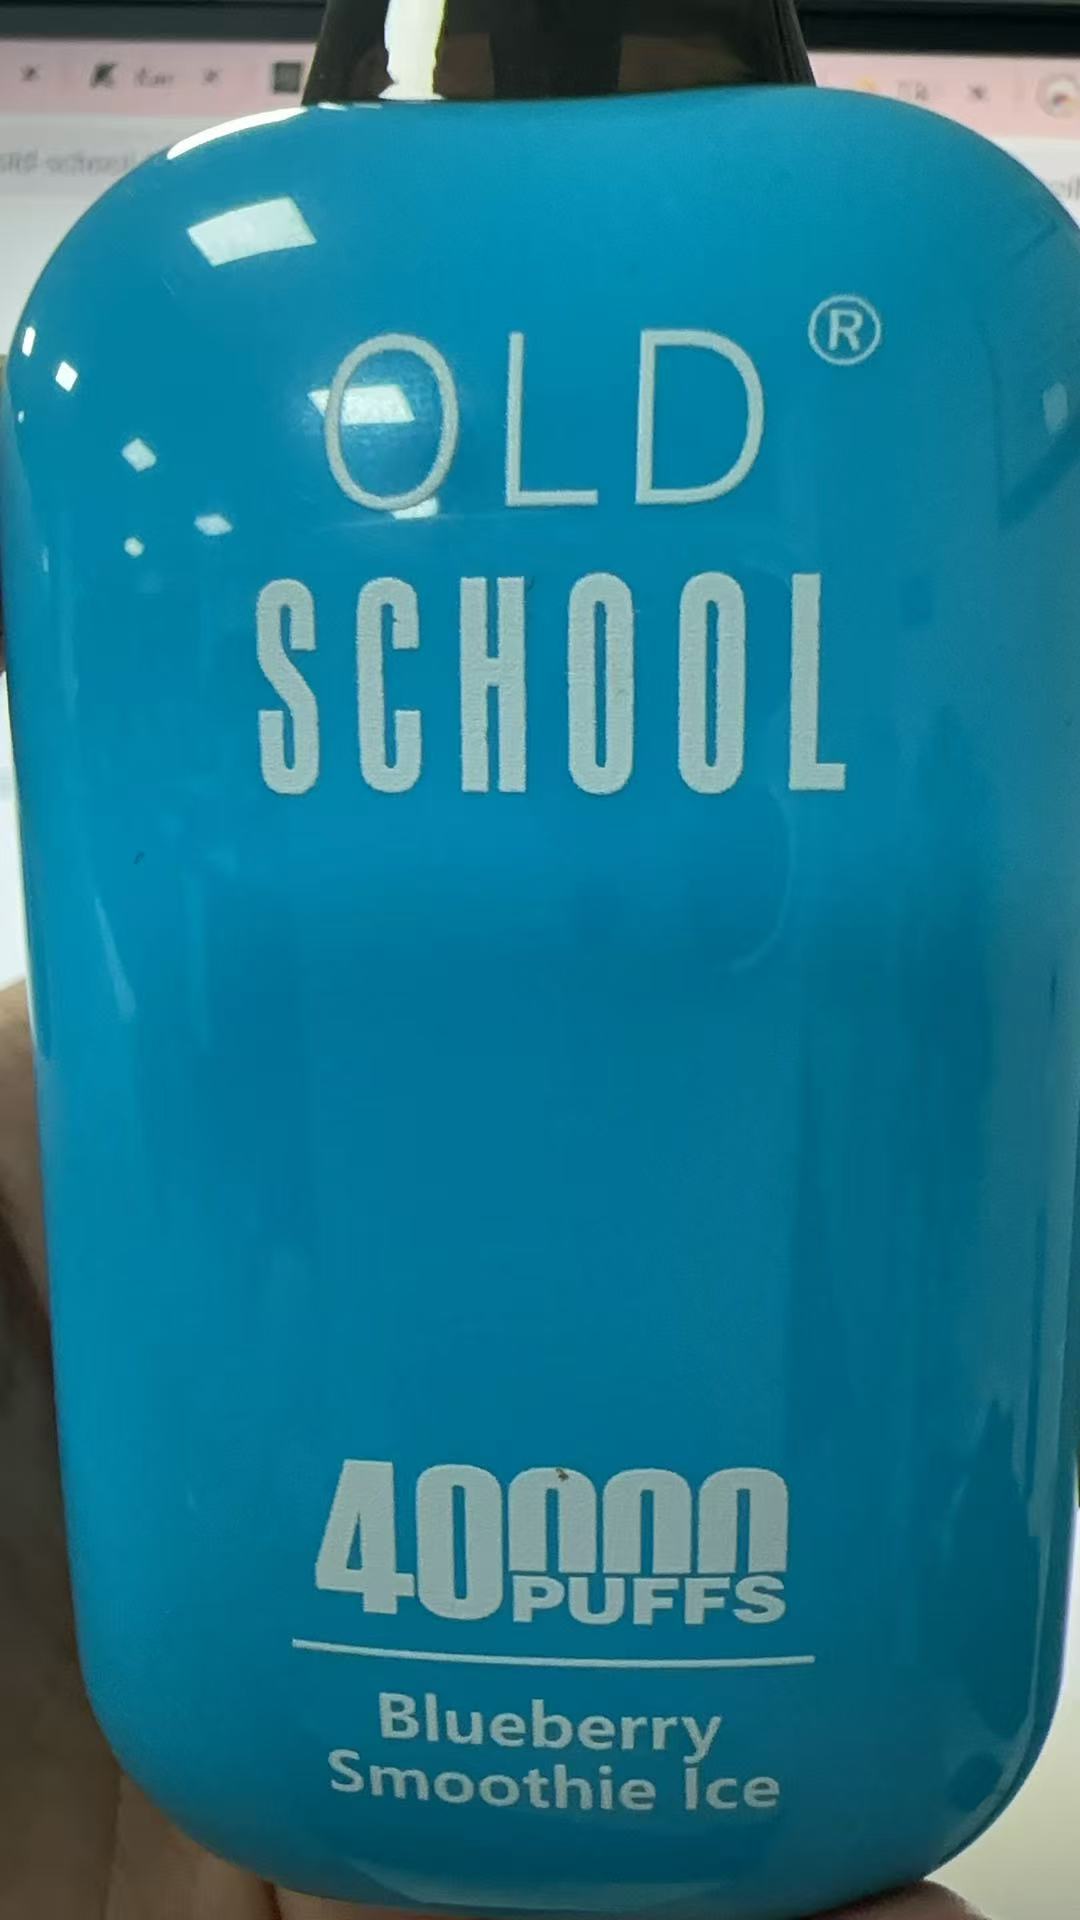 OLD ®
SCHOOL
40000
PUFFS
Blueberry
Smoothie Ice